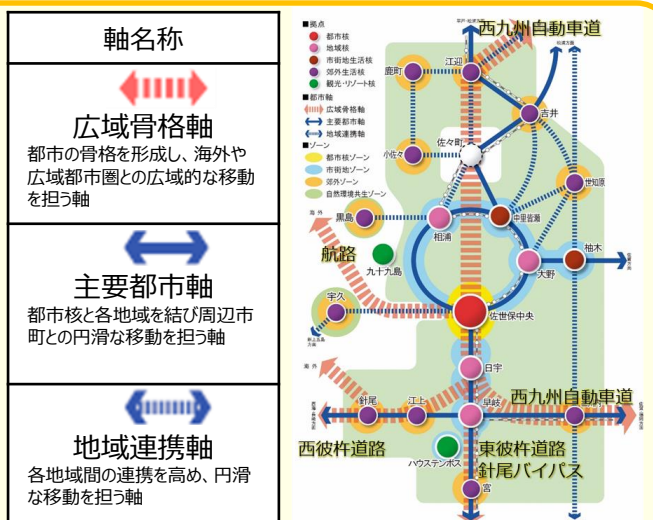 軸名称
広域骨格軸
都市の骨格を形成し、海外や
広域都市圏との広域的な移動
を担う軸
主要都市軸
都市核と各地域を結び周辺市
町との円滑な移動を担う軸
地域連携軸
各地域間の連携を高め、円滑
な移動を担う軸
■拠点
都市核
地域核
市街地生活核
郊外生活核
観光・リゾート核
■都市軸
広域骨格軸
主要都市軸
地域連携軸
■ゾーン
都市核ゾーン
市街地ゾーン
郊外ゾーン
自然環境共生ゾーン
西九州自動車道
江迎
鹿町
吉井
佐々町
小佐々
世知原
黒島
海外
相浦
中里皆瀬
柚木
航路
九十九島
大野
宇久
佐世保中央
海外
日宇
西九州自動車道
針尾
江上
早岐
西彼杵道路
東彼杵道路
針尾バイパス
ハウステンボス
宮